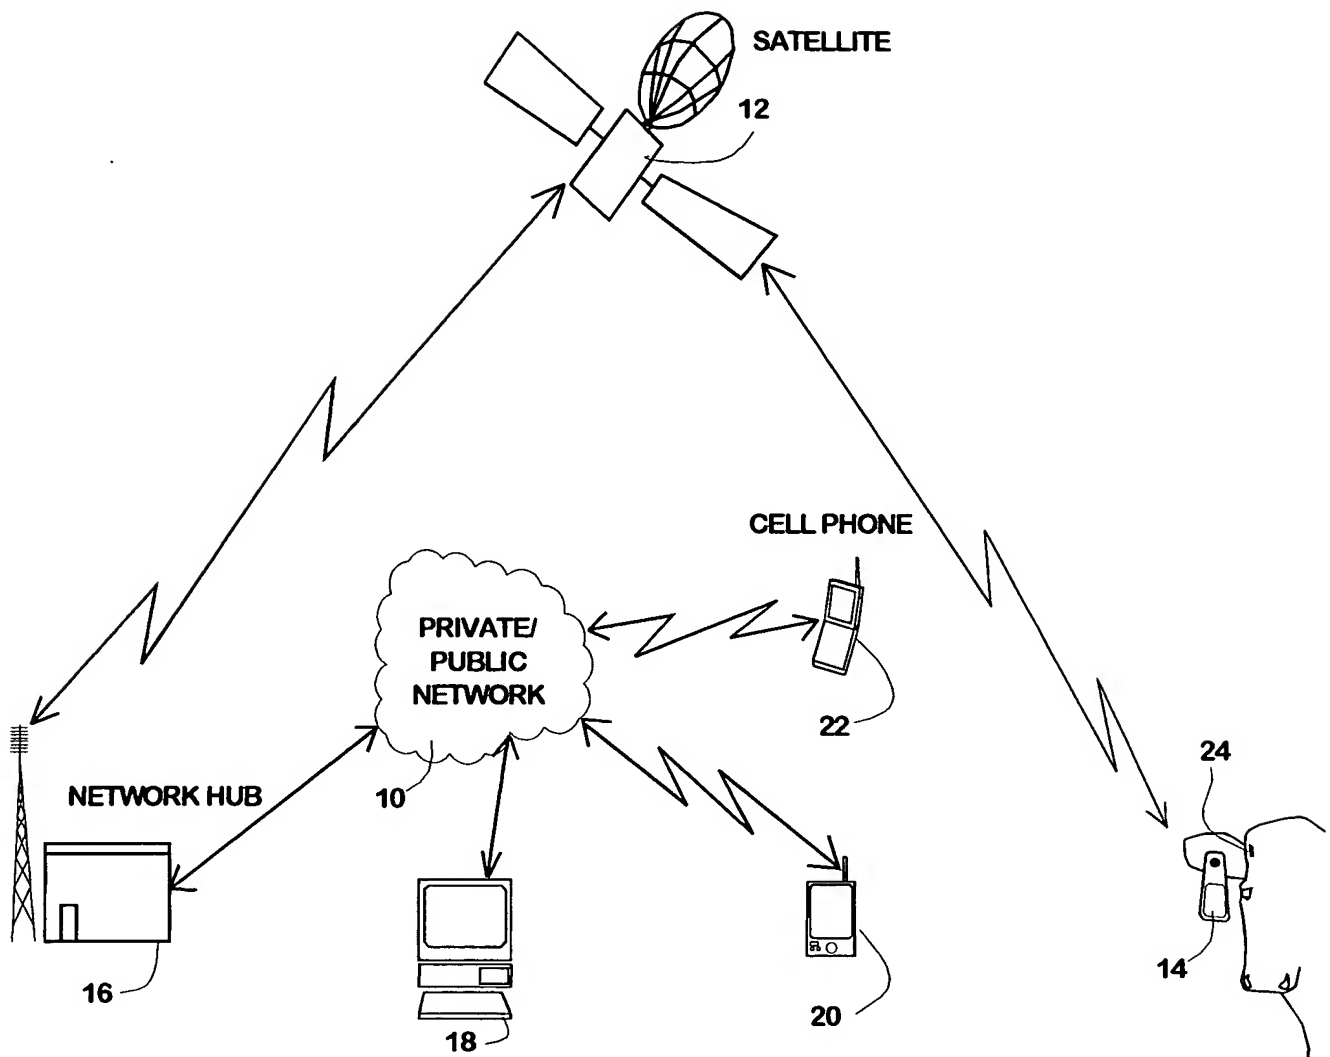 SATELLITE
12
CELL PHONE
PRIVATE/
PUBLIC
NETWORK
22
24
NETWORK HUB
10
14
16
18
20